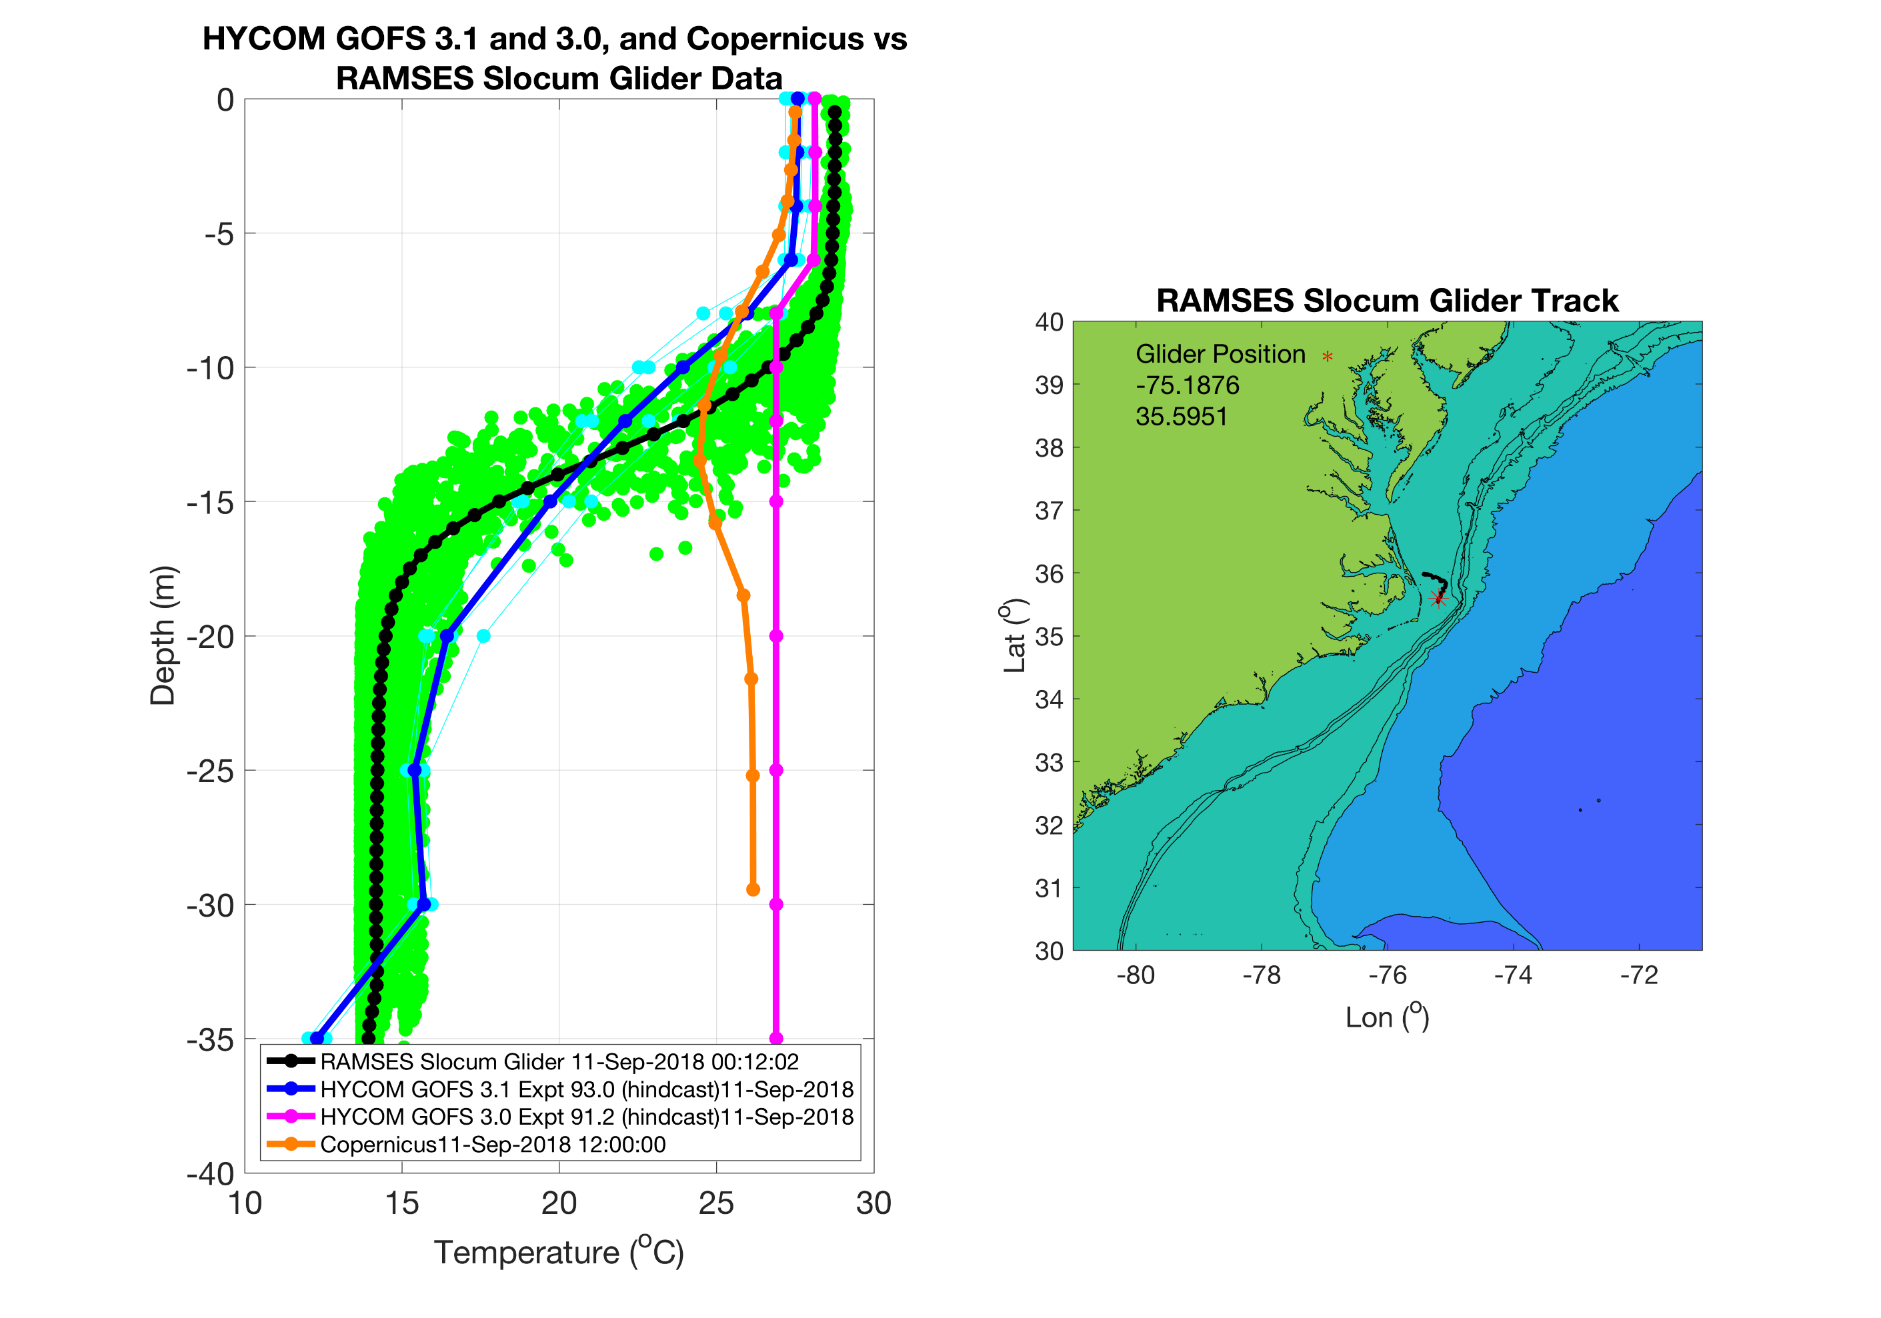 HYCOM GOFS 3.1 and 3.0, and Copernicus vs
RAMSES Slocum Glider Data
0
-5
-10
-15
-20
-25
-30
-35
-40
Depth (m)
10
15
20
25
30
Temperature (°C)
RAMSES Slocum Glider 11-Sep-2018 00:12:02
HYCOM GOFS 3.1 Expt 93.0 (hindcast)11-Sep-2018
HYCOM GOFS 3.0 Expt 91.2 (hindcast)11-Sep-2018
Copernicus11-Sep-2018 12:00:00
RAMSES Slocum Glider Track
Glider Position *
-75.1876
35.5951
40
39
38
37
36
35
34
33
32
31
30
Lat (°)
-80
-78
-76
-74
-72
Lon (°)